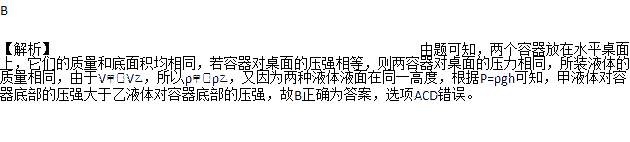 B
【解析】 由题可知，两个容器放在水平桌面
上，它们的质量和底面积均相同，若容器对桌面的压强相等，则两容器对桌面的压力相同，所装液体的
质量相同，由于V=V乙，所以ρ=ρ乙，又因为两种液体液面在同一高度，根据P=ρgh可知，甲液体对容
器底部的压强大于乙液体对容器底部的压强，故B正确为答案，选项ACD错误。